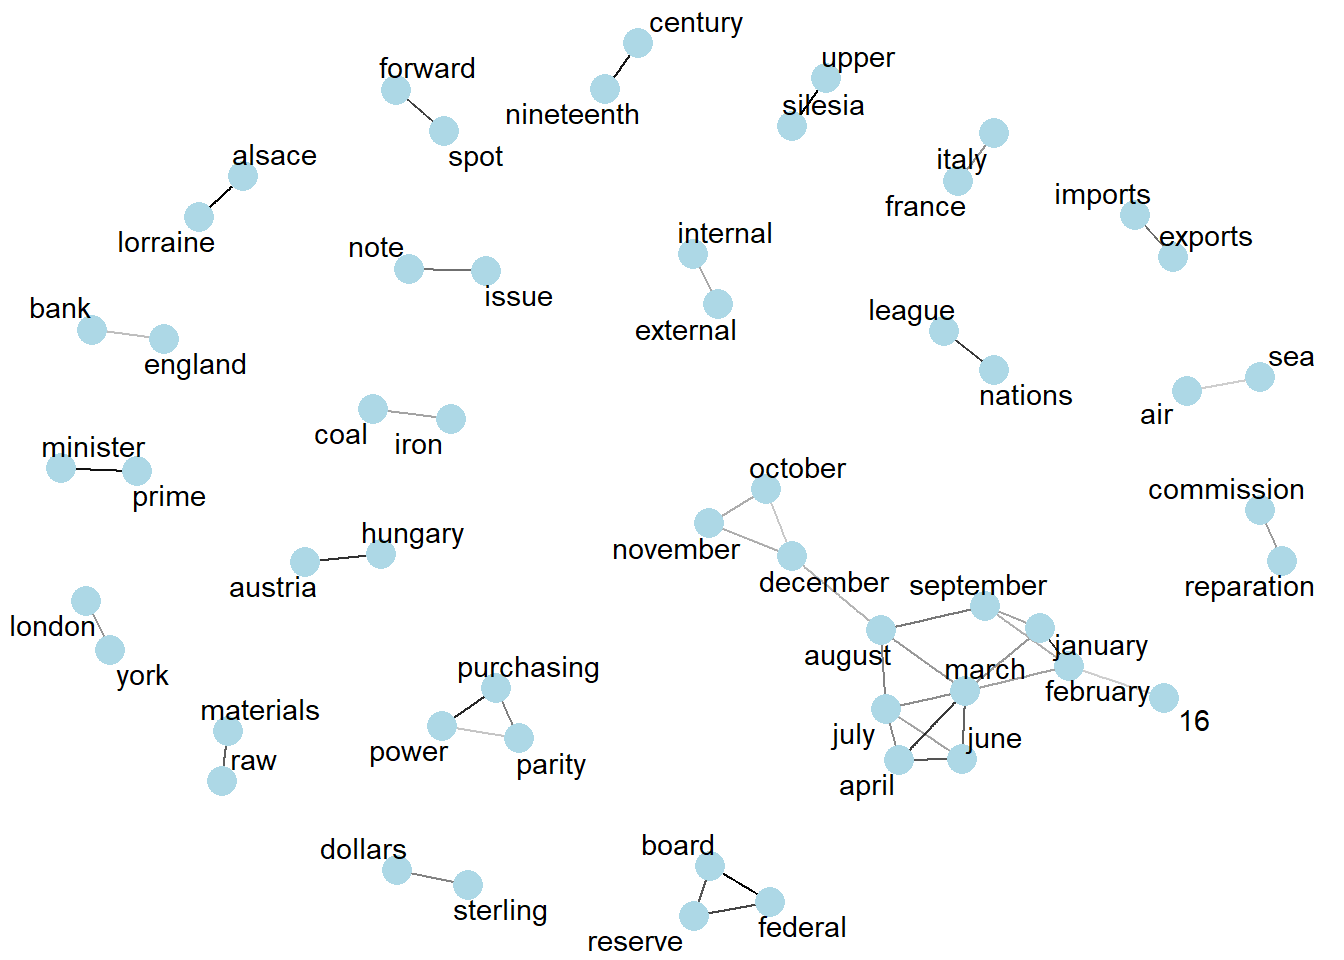 century
upper
forward
silesia
nineteenth
spot
alsace
italy
imports
france
internal
exports
lorraine
note
issue
external
bank
league
england
sea
nations
air
coal
iron
minister
prime
october
commission
hungary
november
austria
december
september
reparation
london
august
january
york
purchasing
march
february
materials
16
power
july
june
raw
parity
april
dollars
board
sterling
federal
reserve